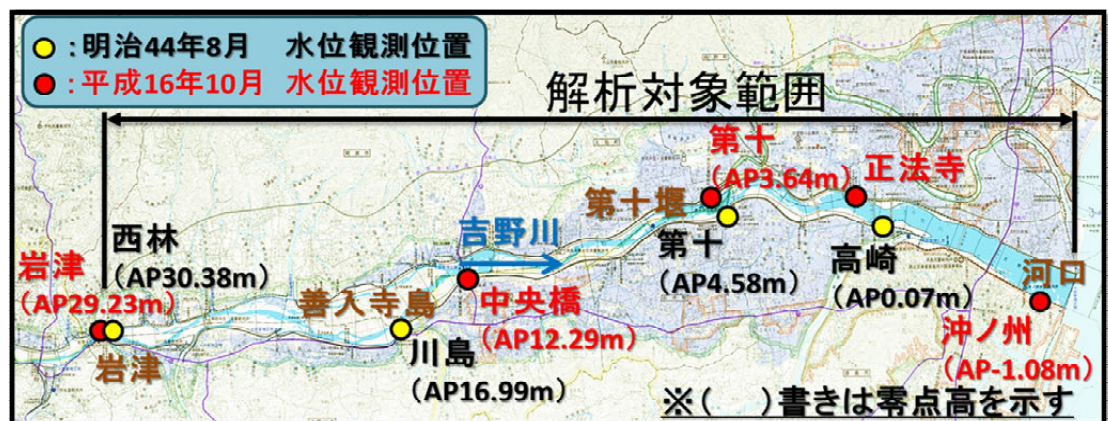 ：明治44年8月　水位観測位置
：平成16年10月　水位観測位置
解析対象範囲
第十
（AP3.64m）
正法寺
第十堰
西林
（AP30.38m）
吉野川
岩津
（AP29.23m）
善入寺島
中央橋
（AP12.29m）
第十
（AP4.58m）
高崎
（AP0.07m）
河口
岩津
川島
（AP16.99m）
沖ノ州
（AP-1.08m）
※（　）書きは零点高を示す